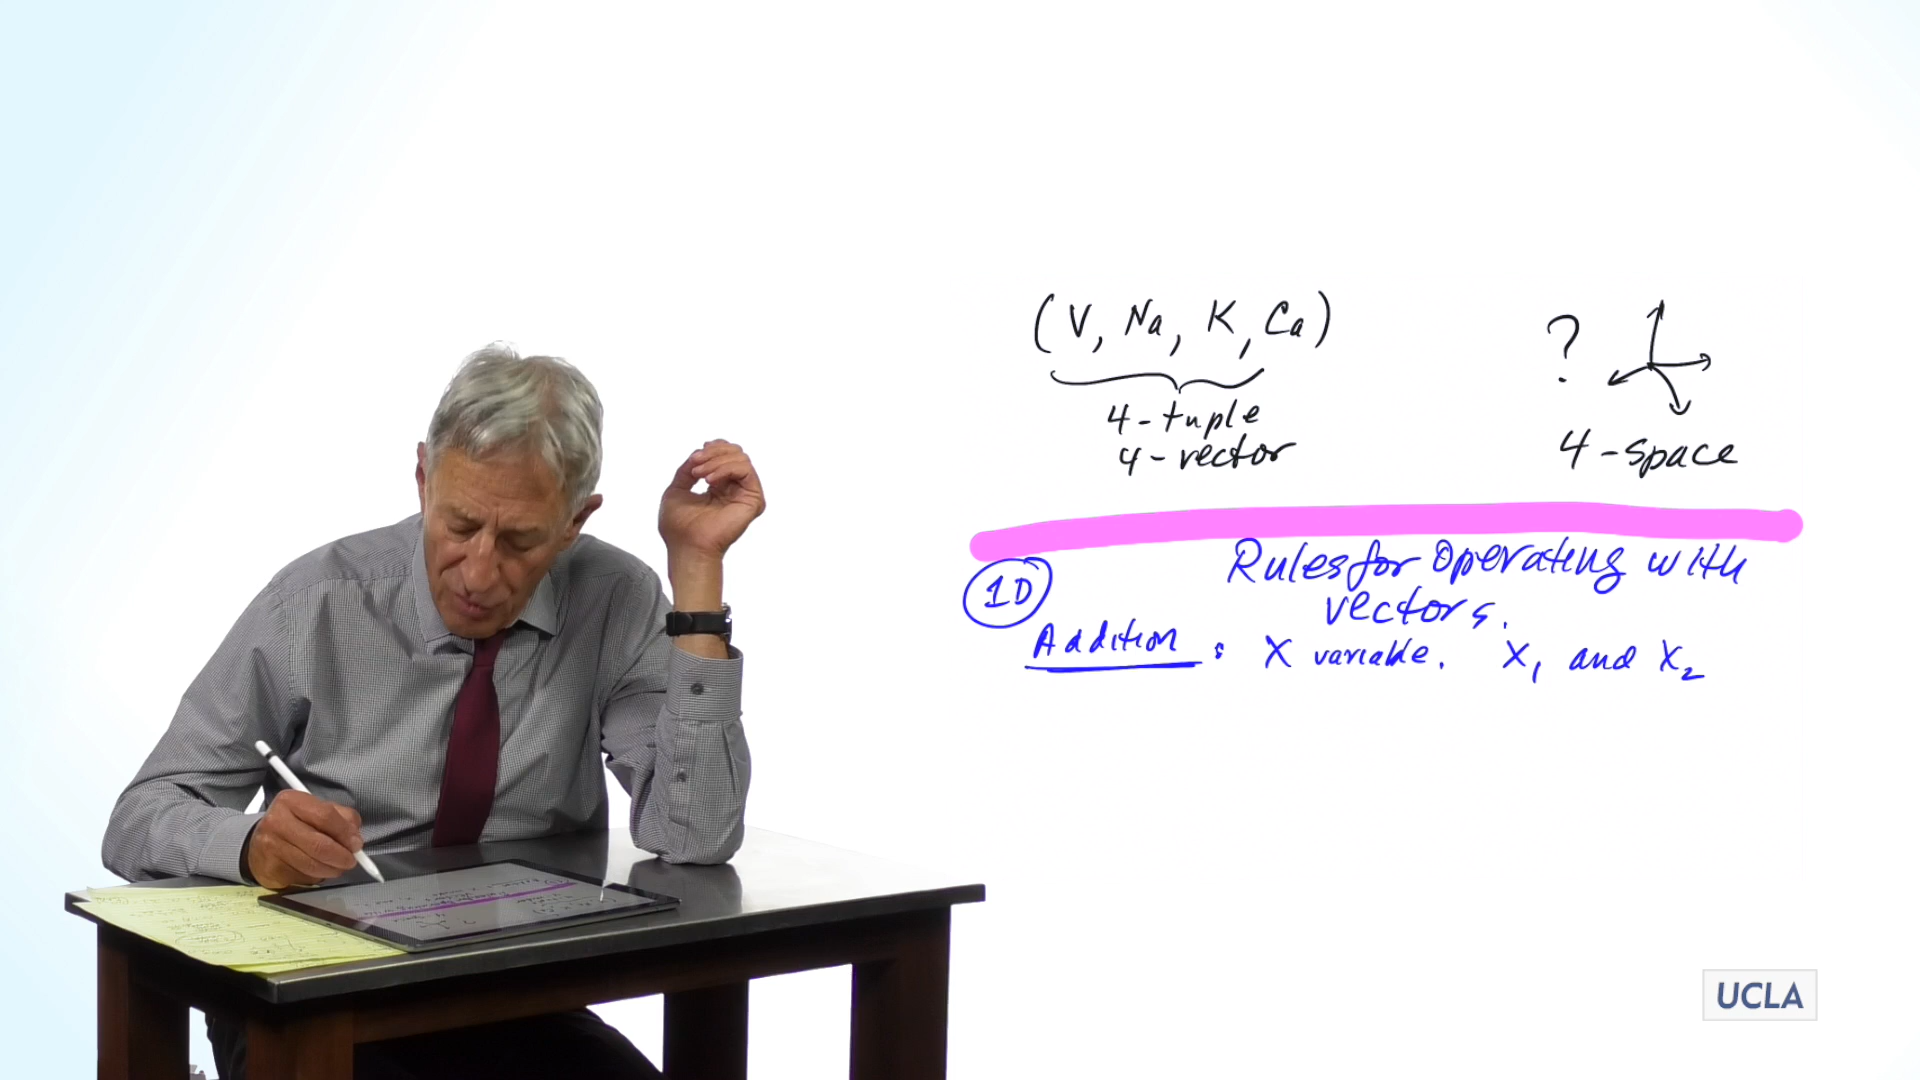 (V, Na, K, Ca)
?
4-tuple
4-vector
4-space
Rules for operating with
1D
vectors.
Addition : X variable. X₁ and X₂
UCLA